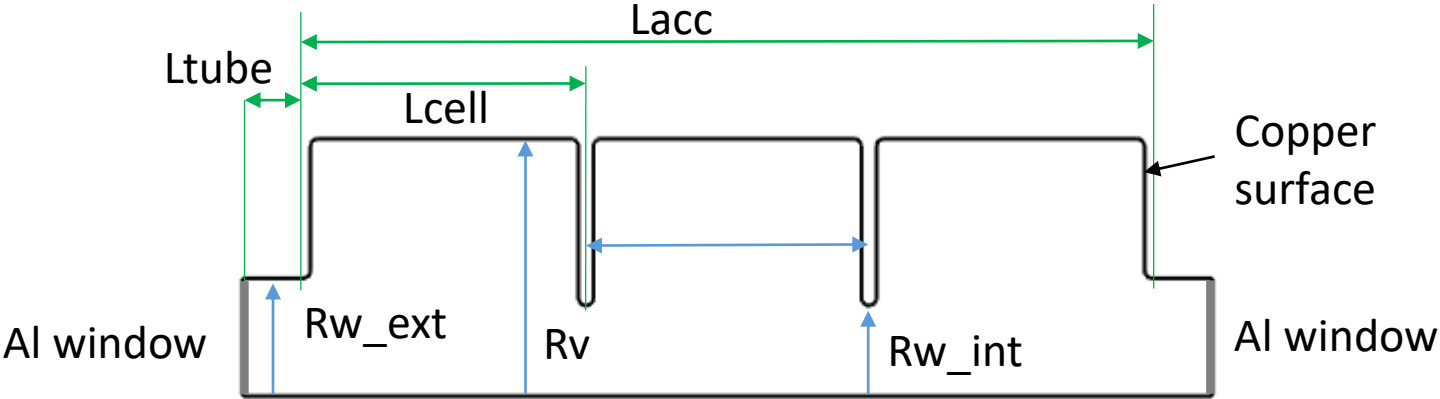 Lacc
Ltube
Lcell
Copper
surface
Rw_ext
Rv
Rw_int
Al window
Al window